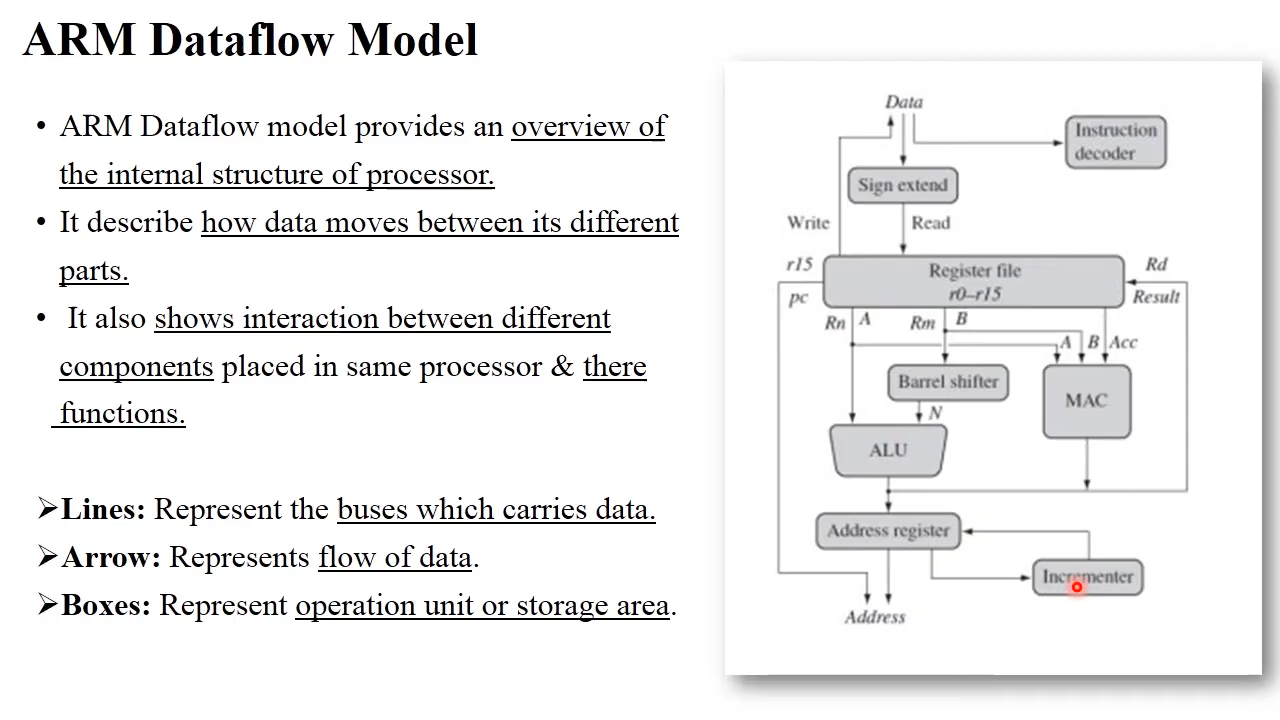 ARM Dataflow Model
• ARM Dataflow model provides an overview of
the internal structure of processor.
• It describe how data moves between its different
parts.
• It also shows interaction between different
components placed in same processor & there
functions.
➢Lines: Represent the buses which carries data.
➢Arrow: Represents flow of data.
➢Boxes: Represent operation unit or storage area.
Data
Instruction
decoder
Sign extend
Write
Read
r15
Register file
Rd
pc
r0–r15
Result
Rn
A
Rm
B
A
B
Acc
Barrel shifter
MAC
N
ALU
Address register
Incrementer
Address